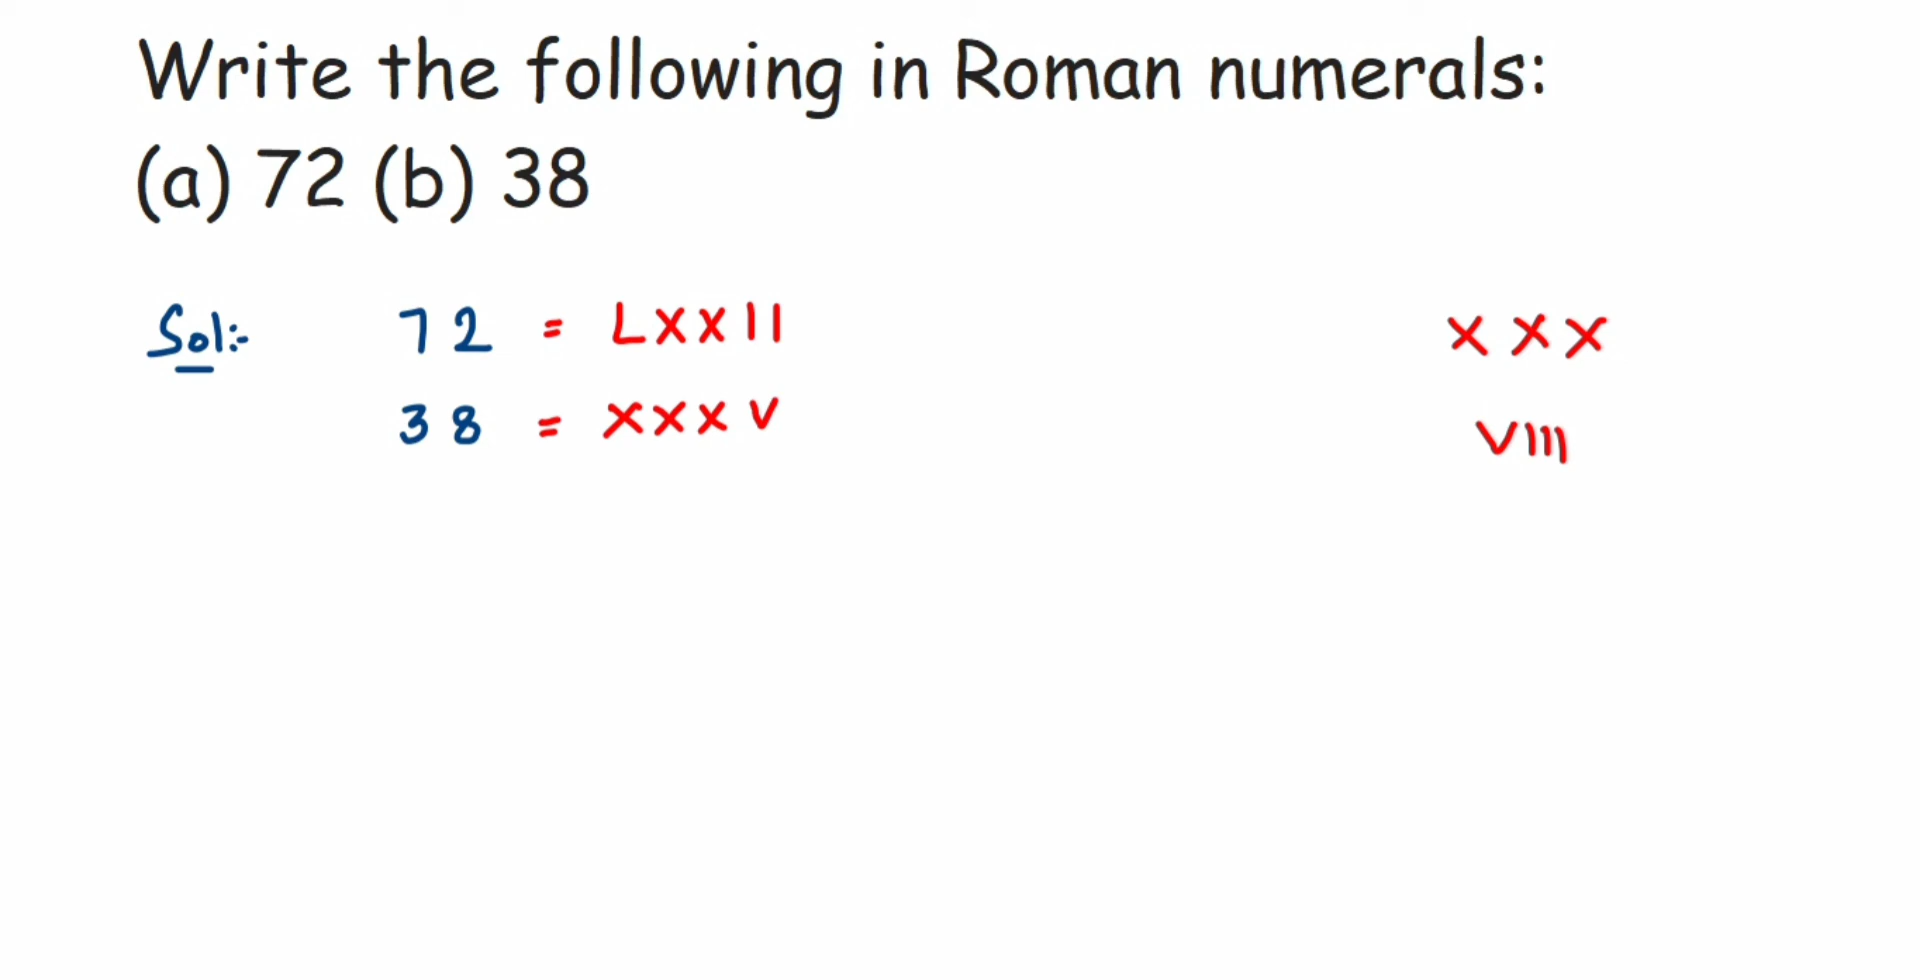 Write the following in Roman numerals:
(a) 72 (b) 38
Sol:- 72 = LXXII
XXX
38 = XXXV
VIII